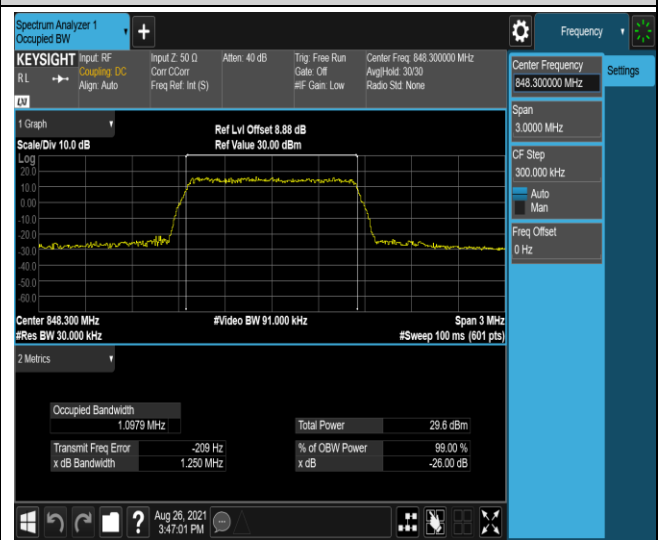 Spectrum Analyzer 1
Occupied BW
Frequency
KEYSIGHT
RL
LXI
Input: RF
Coupling: DC
Align: Auto
Input Z: 50 Ω
Corr CCorr
Freq Ref: Int (S)
Atten: 40 dB
Trig: Free Run
Gate: Off
#IF Gain: Low
Center Freq: 848.300000 MHz
Avg|Hold: 30/30
Radio Std: None
Center Frequency
848.300000 MHz
Settings
Span
3.0000 MHz
CF Step
300.000 kHz
Auto
Man
Freq Offset
0 Hz
1 Graph
Scale/Div 10.0 dB
Ref Lvl Offset 8.88 dB
Ref Value 30.00 dBm
Log
20.0
10.0
0.00
-10.0
-20.0
-30.0
-40.0
-50.0
-60.0
Center 848.300 MHz
#Video BW 91.000 kHz
Span 3 MHz
#Res BW 30.000 kHz
#Sweep 100 ms (601 pts)
2 Metrics
Occupied Bandwidth
1.0979 MHz
Total Power 29.6 dBm
Transmit Freq Error -209 Hz
% of OBW Power 99.00 %
x dB Bandwidth 1.250 MHz
x dB -26.00 dB
?
Aug 26, 2021
3:47:01 PM